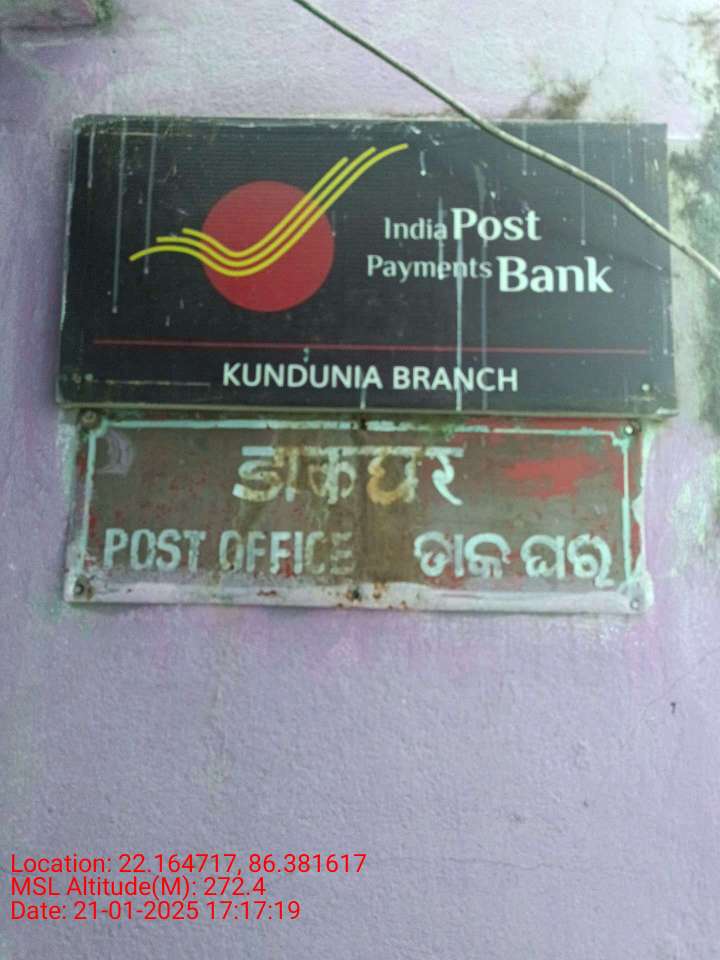 India Post
Payments Bank
KUNDUNIA BRANCH
डाकघर
POST OFFICE ଡାକ ଘର
Location: 22.164717, 86.381617
MSL Altitude(M): 272.4
Date: 21-01-2025 17:17:19